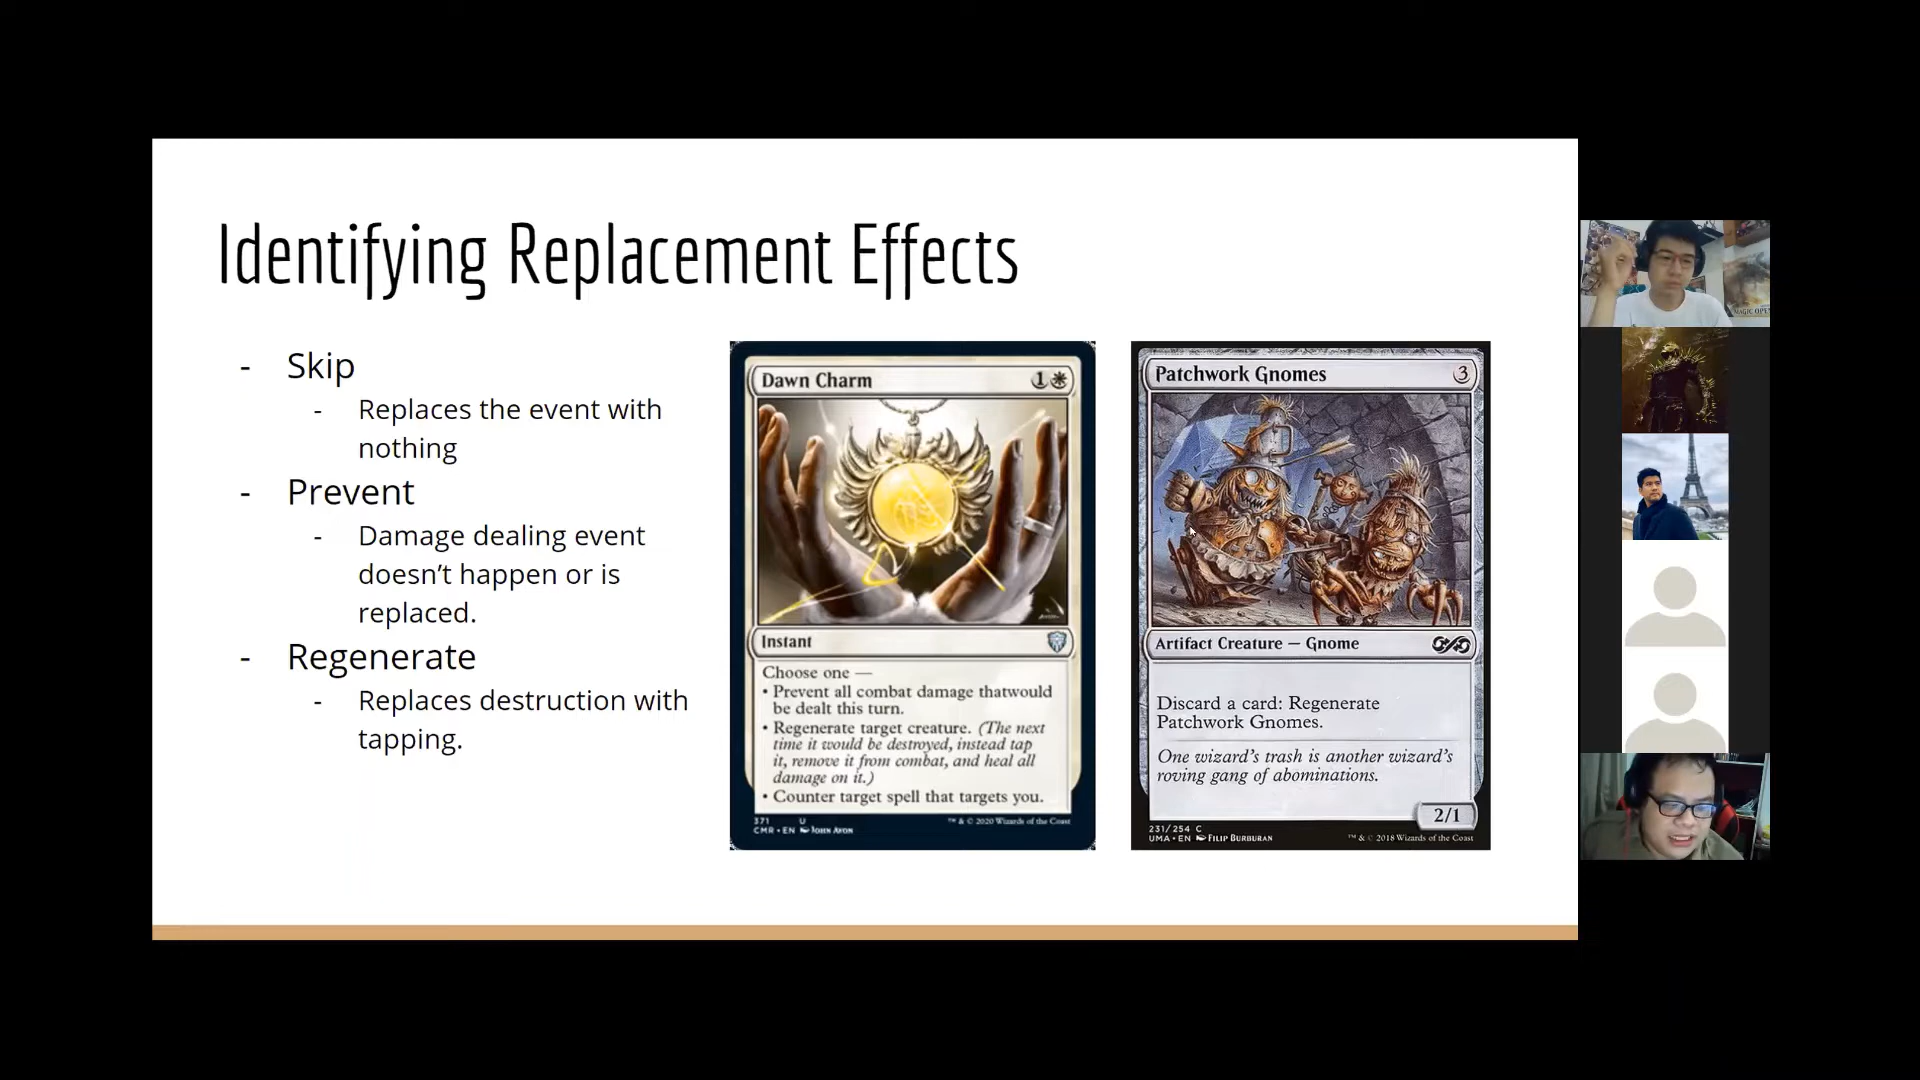 Identifying Replacement Effects
- Skip
- Replaces the event with
nothing
- Prevent
- Damage dealing event
doesn’t happen or is
replaced.
- Regenerate
- Replaces destruction with
tapping.
Dawn Charm 1
Instant
Choose one —
• Prevent all combat damage thatwould
be dealt this turn.
• Regenerate target creature. (The next
time it would be destroyed, instead tap
it, remove it from combat, and heal all
damage on it.)
• Counter target spell that targets you.
371 U
CMR • EN John Avon
™ & © 2020 Wizards of the Coast
Patchwork Gnomes 3
Artifact Creature — Gnome
Discard a card: Regenerate
Patchwork Gnomes.
One wizard’s trash is another wizard’s
roving gang of abominations.
2/1
231/254 C
UMA • EN Filip Burburan
™ & © 2018 Wizards of the Coast